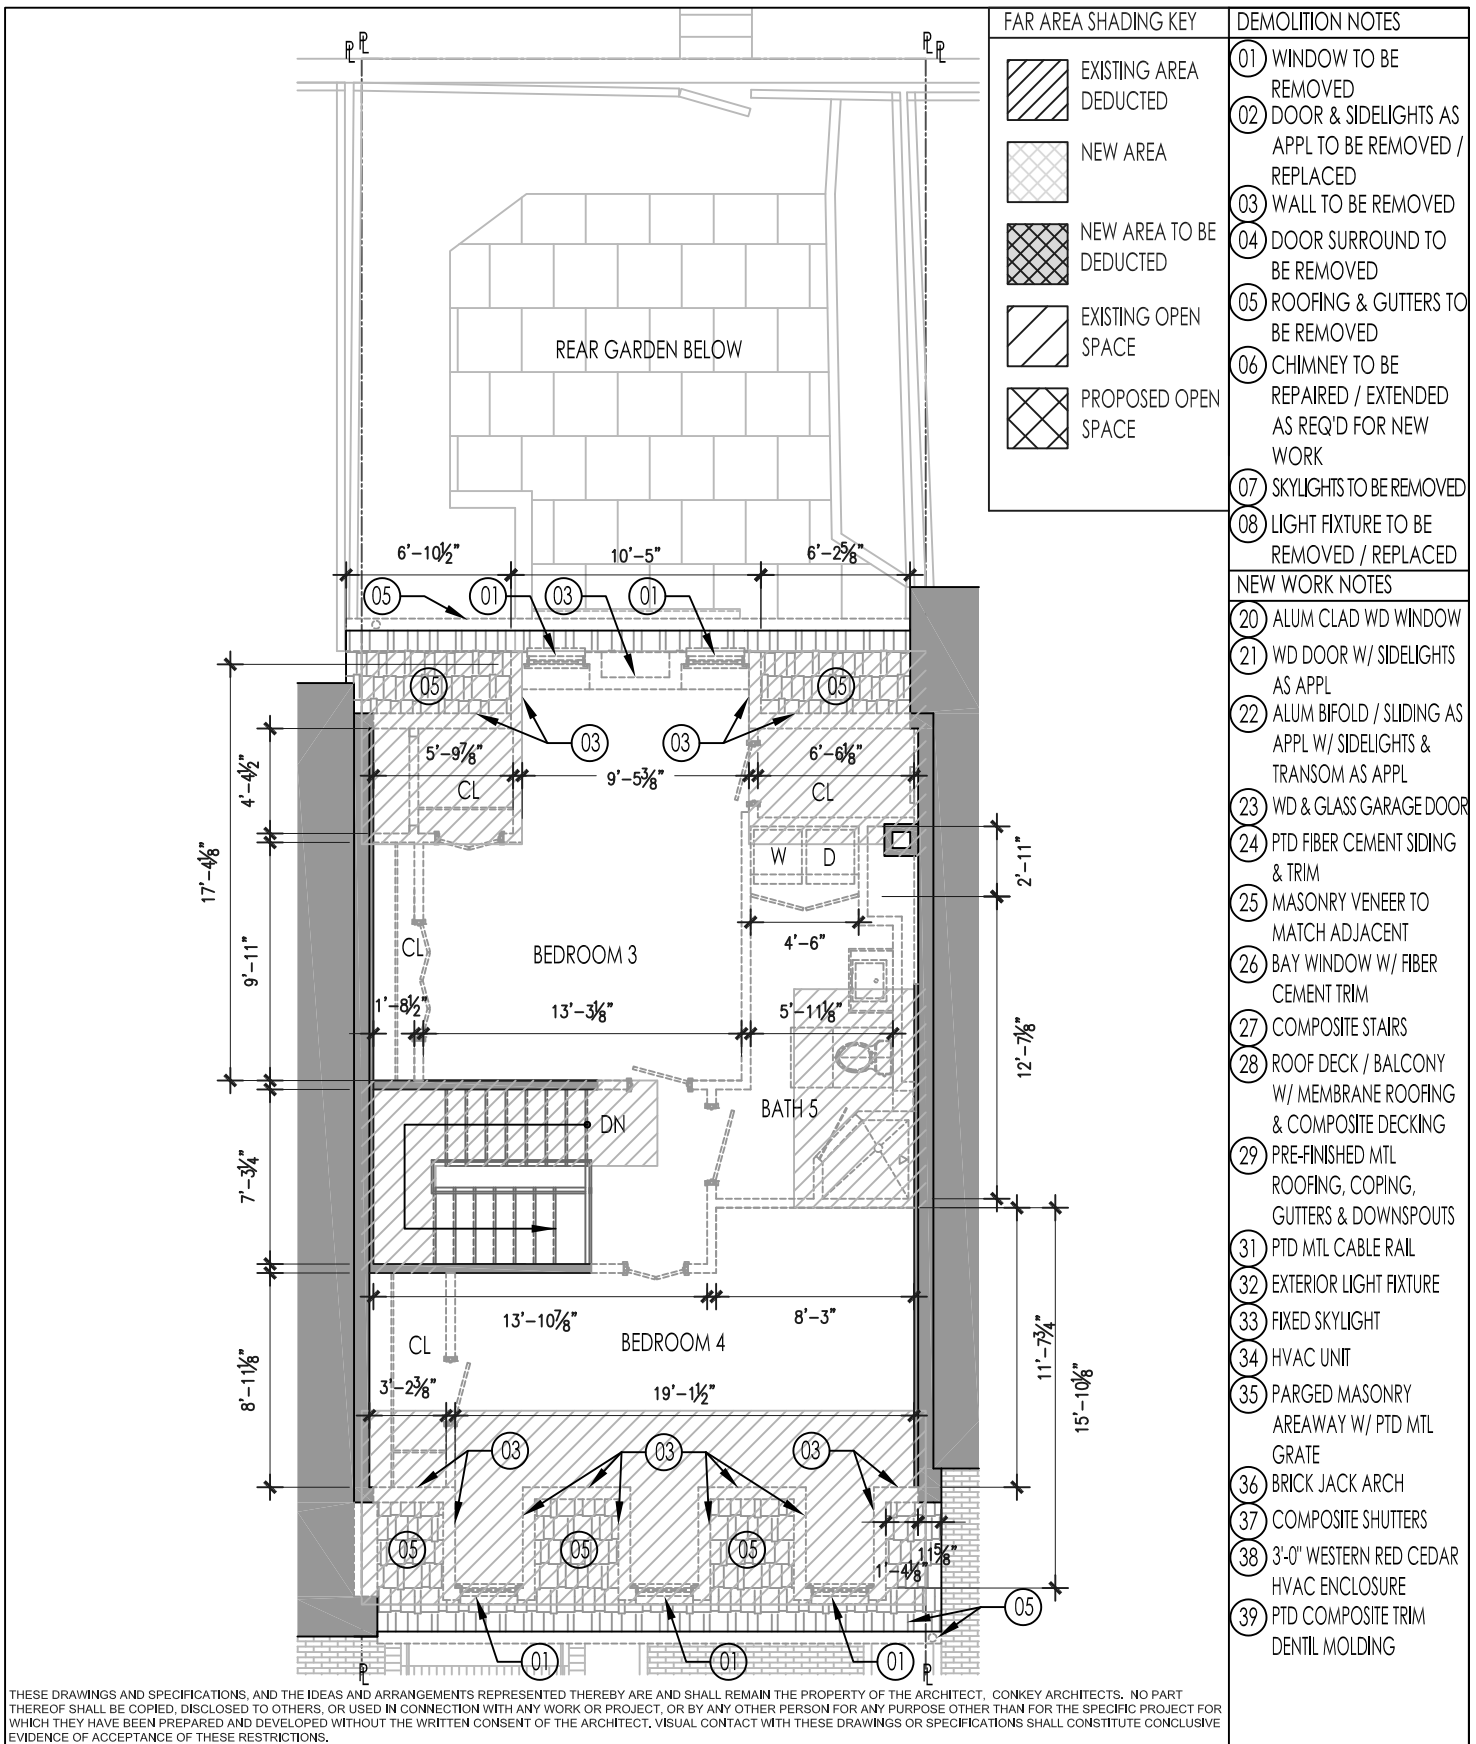 FAR AREA SHADING KEY
EXISTING AREA
DEDUCTED
NEW AREA
NEW AREA TO BE
DEDUCTED
EXISTING OPEN
SPACE
PROPOSED OPEN
SPACE
DEMOLITION NOTES
01 WINDOW TO BE
REMOVED
02 DOOR & SIDELIGHTS AS
APPL TO BE REMOVED /
REPLACED
03 WALL TO BE REMOVED
04 DOOR SURROUND TO
BE REMOVED
05 ROOFING & GUTTERS TO
BE REMOVED
06 CHIMNEY TO BE
REPAIRED / EXTENDED
AS REQ'D FOR NEW
WORK
07 SKYLIGHTS TO BE REMOVED
08 LIGHT FIXTURE TO BE
REMOVED / REPLACED
NEW WORK NOTES
20 ALUM CLAD WD WINDOW
21 WD DOOR W/ SIDELIGHTS
AS APPL
22 ALUM BIFOLD / SLIDING AS
APPL W/ SIDELIGHTS &
TRANSOM AS APPL
23 WD & GLASS GARAGE DOOR
24 PTD FIBER CEMENT SIDING
& TRIM
25 MASONRY VENEER TO
MATCH ADJACENT
26 BAY WINDOW W/ FIBER
CEMENT TRIM
27 COMPOSITE STAIRS
28 ROOF DECK / BALCONY
W/ MEMBRANE ROOFING
& COMPOSITE DECKING
29 PRE-FINISHED MTL
ROOFING, COPING,
GUTTERS & DOWNSPOUTS
31 PTD MTL CABLE RAIL
32 EXTERIOR LIGHT FIXTURE
33 FIXED SKYLIGHT
34 HVAC UNIT
35 PARGED MASONRY
AREAWAY W/ PTD MTL
GRATE
36 BRICK JACK ARCH
37 COMPOSITE SHUTTERS
38 3'-0" WESTERN RED CEDAR
HVAC ENCLOSURE
39 PTD COMPOSITE TRIM
DENTIL MOLDING
PL PL PL PL
REAR GARDEN BELOW
6'-10½" 10'-5" 6'-2⅝"
05 01 03 01
05 05
03 03
5'-9⅞" 9'-5⅜" 6'-6⅛"
CL CL
4'-4½"
17'-4⅛"
W D
2'-11"
4'-6"
9'-11"
CL BEDROOM 3
1'-8½" 13'-3⅛" 5'-11⅛"
12'-7⅛"
DN BATH 5
7'-3¼"
13'-10⅞" 8'-3"
CL BEDROOM 4
3'-2⅜" 19'-1½"
8'-11⅛"
11'-7¾"
15'-10⅛"
03 03 03
05 05 05
11⅝"
1'-4⅛"
05
01 01 01
PL PL
THESE DRAWINGS AND SPECIFICATIONS, AND THE IDEAS AND ARRANGEMENTS REPRESENTED THEREBY ARE AND SHALL REMAIN THE PROPERTY OF THE ARCHITECT, CONKEY ARCHITECTS. NO PART
THEREOF SHALL BE COPIED, DISCLOSED TO OTHERS, OR USED IN CONNECTION WITH ANY WORK OR PROJECT, OR BY ANY OTHER PERSON FOR ANY PURPOSE OTHER THAN FOR THE SPECIFIC PROJECT FOR
WHICH THEY HAVE BEEN PREPARED AND DEVELOPED WITHOUT THE WRITTEN CONSENT OF THE ARCHITECT. VISUAL CONTACT WITH THESE DRAWINGS OR SPECIFICATIONS SHALL CONSTITUTE CONCLUSIVE
EVIDENCE OF ACCEPTANCE OF THESE RESTRICTIONS.